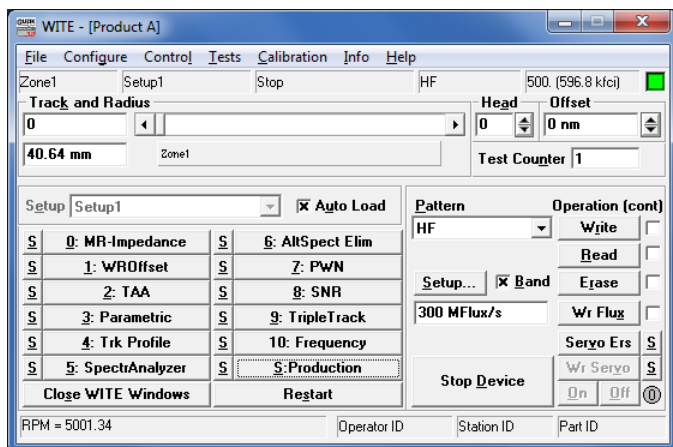 QUICK WITE - [Product A]
File Configure Control Tests Calibration Info Help
Zone1 Setup1 Stop HF 500. (596.8 kfci)
Track and Radius Head Offset
0 0 0 nm
40.64 mm Zone1 Test Counter 1
Setup Setup1 Auto Load Pattern Operation (cont)
HF Write
S 0: MR-Impedance S 6: AltSpect Elim Read
S 1: WROffset S 7: PWN Setup... Band Erase
S 2: TAA S 8: SNR
S 3: Parametric S 9: TripleTrack 300 MFlux/s Wr Flux
S 4: Trk Profile S 10: Frequency Servo Ers S
S 5: SpectrAnalyzer S S:Production Stop Device Wr Servo S
Close WITE Windows Restart On Off 0
RPM = 5001.34 Operator ID Station ID Part ID